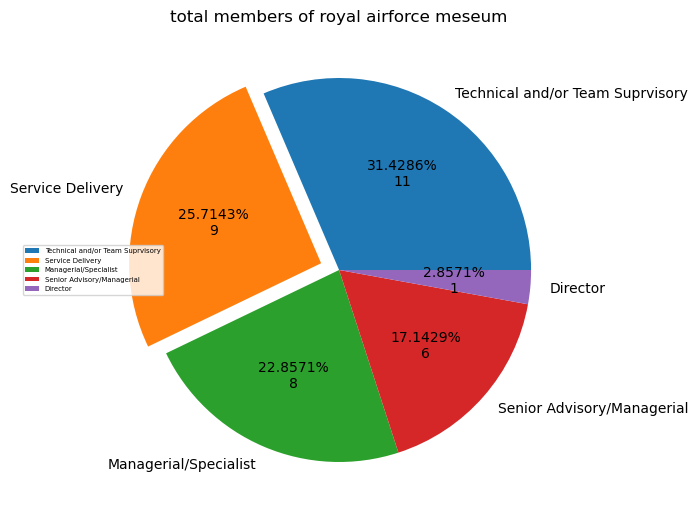 total members of royal airforce meseum
Technical and/or Team Suprvisory
31.4286%
11
Service Delivery
25.7143%
9
Technical and/or Team Suprvisory
Service Delivery
Managerial/Specialist
Senior Advisory/Managerial
Director
2.8571%
1
Director
17.1429%
6
22.8571%
8
Senior Advisory/Managerial
Managerial/Specialist